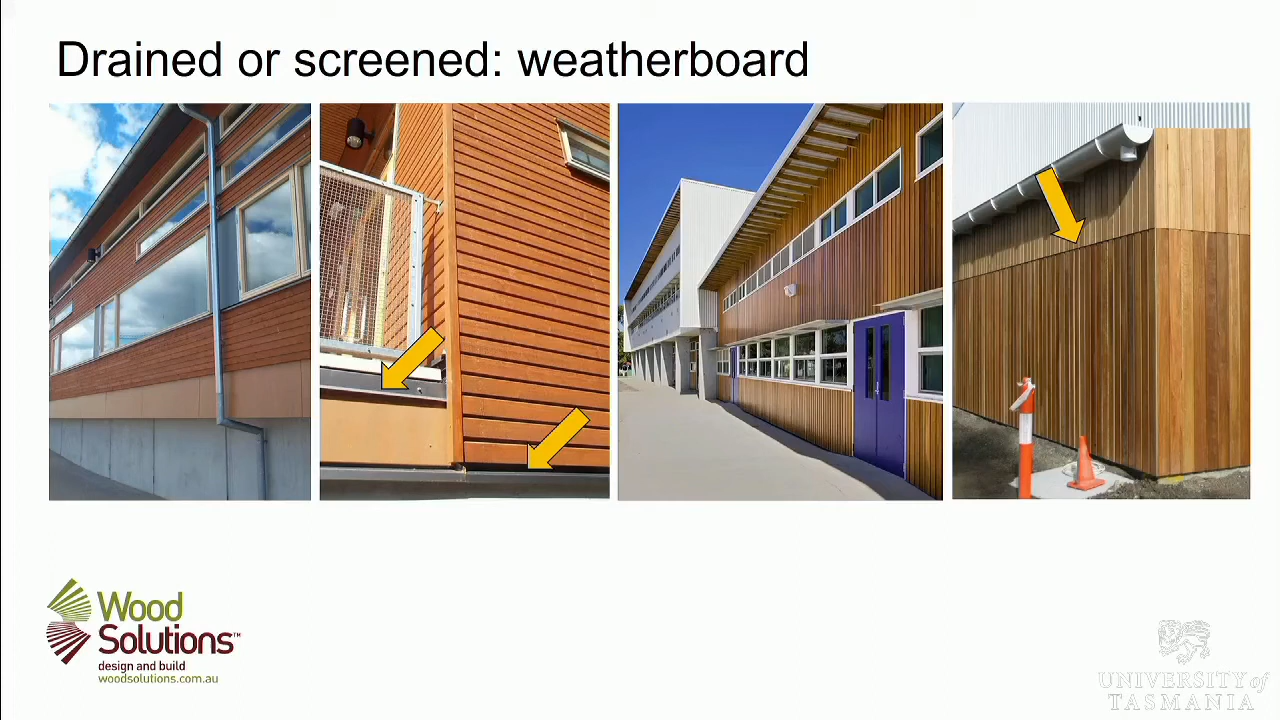 Drained or screened: weatherboard
Wood
Solutions™
design and build
woodsolutions.com.au
UNIVERSITY of
TASMANIA